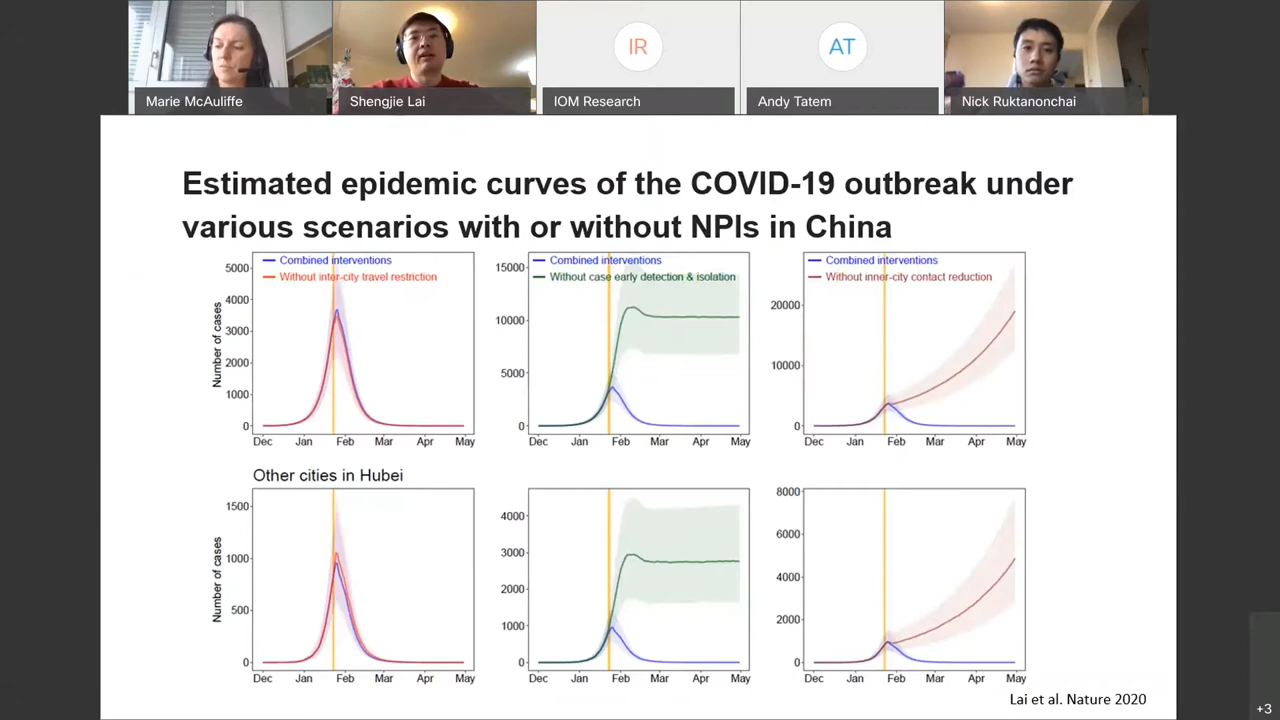 IR
AT
Marie McAuliffe
Shengjie Lai
IOM Research
Andy Tatem
Nick Ruktanonchai
Estimated epidemic curves of the COVID-19 outbreak under
various scenarios with or without NPIs in China
Number of cases
5000
4000
3000
2000
1000
0
Combined interventions
Without inter-city travel restriction
Dec Jan Feb Mar Apr May
15000
10000
5000
0
Combined interventions
Without case early detection & isolation
Dec Jan Feb Mar Apr May
20000
10000
0
Combined interventions
Without inner-city contact reduction
Dec Jan Feb Mar Apr May
Other cities in Hubei
Number of cases
1500
1000
500
0
Dec Jan Feb Mar Apr May
4000
3000
2000
1000
0
Dec Jan Feb Mar Apr May
8000
6000
4000
2000
0
Dec Jan Feb Mar Apr May
Lai et al. Nature 2020
+3